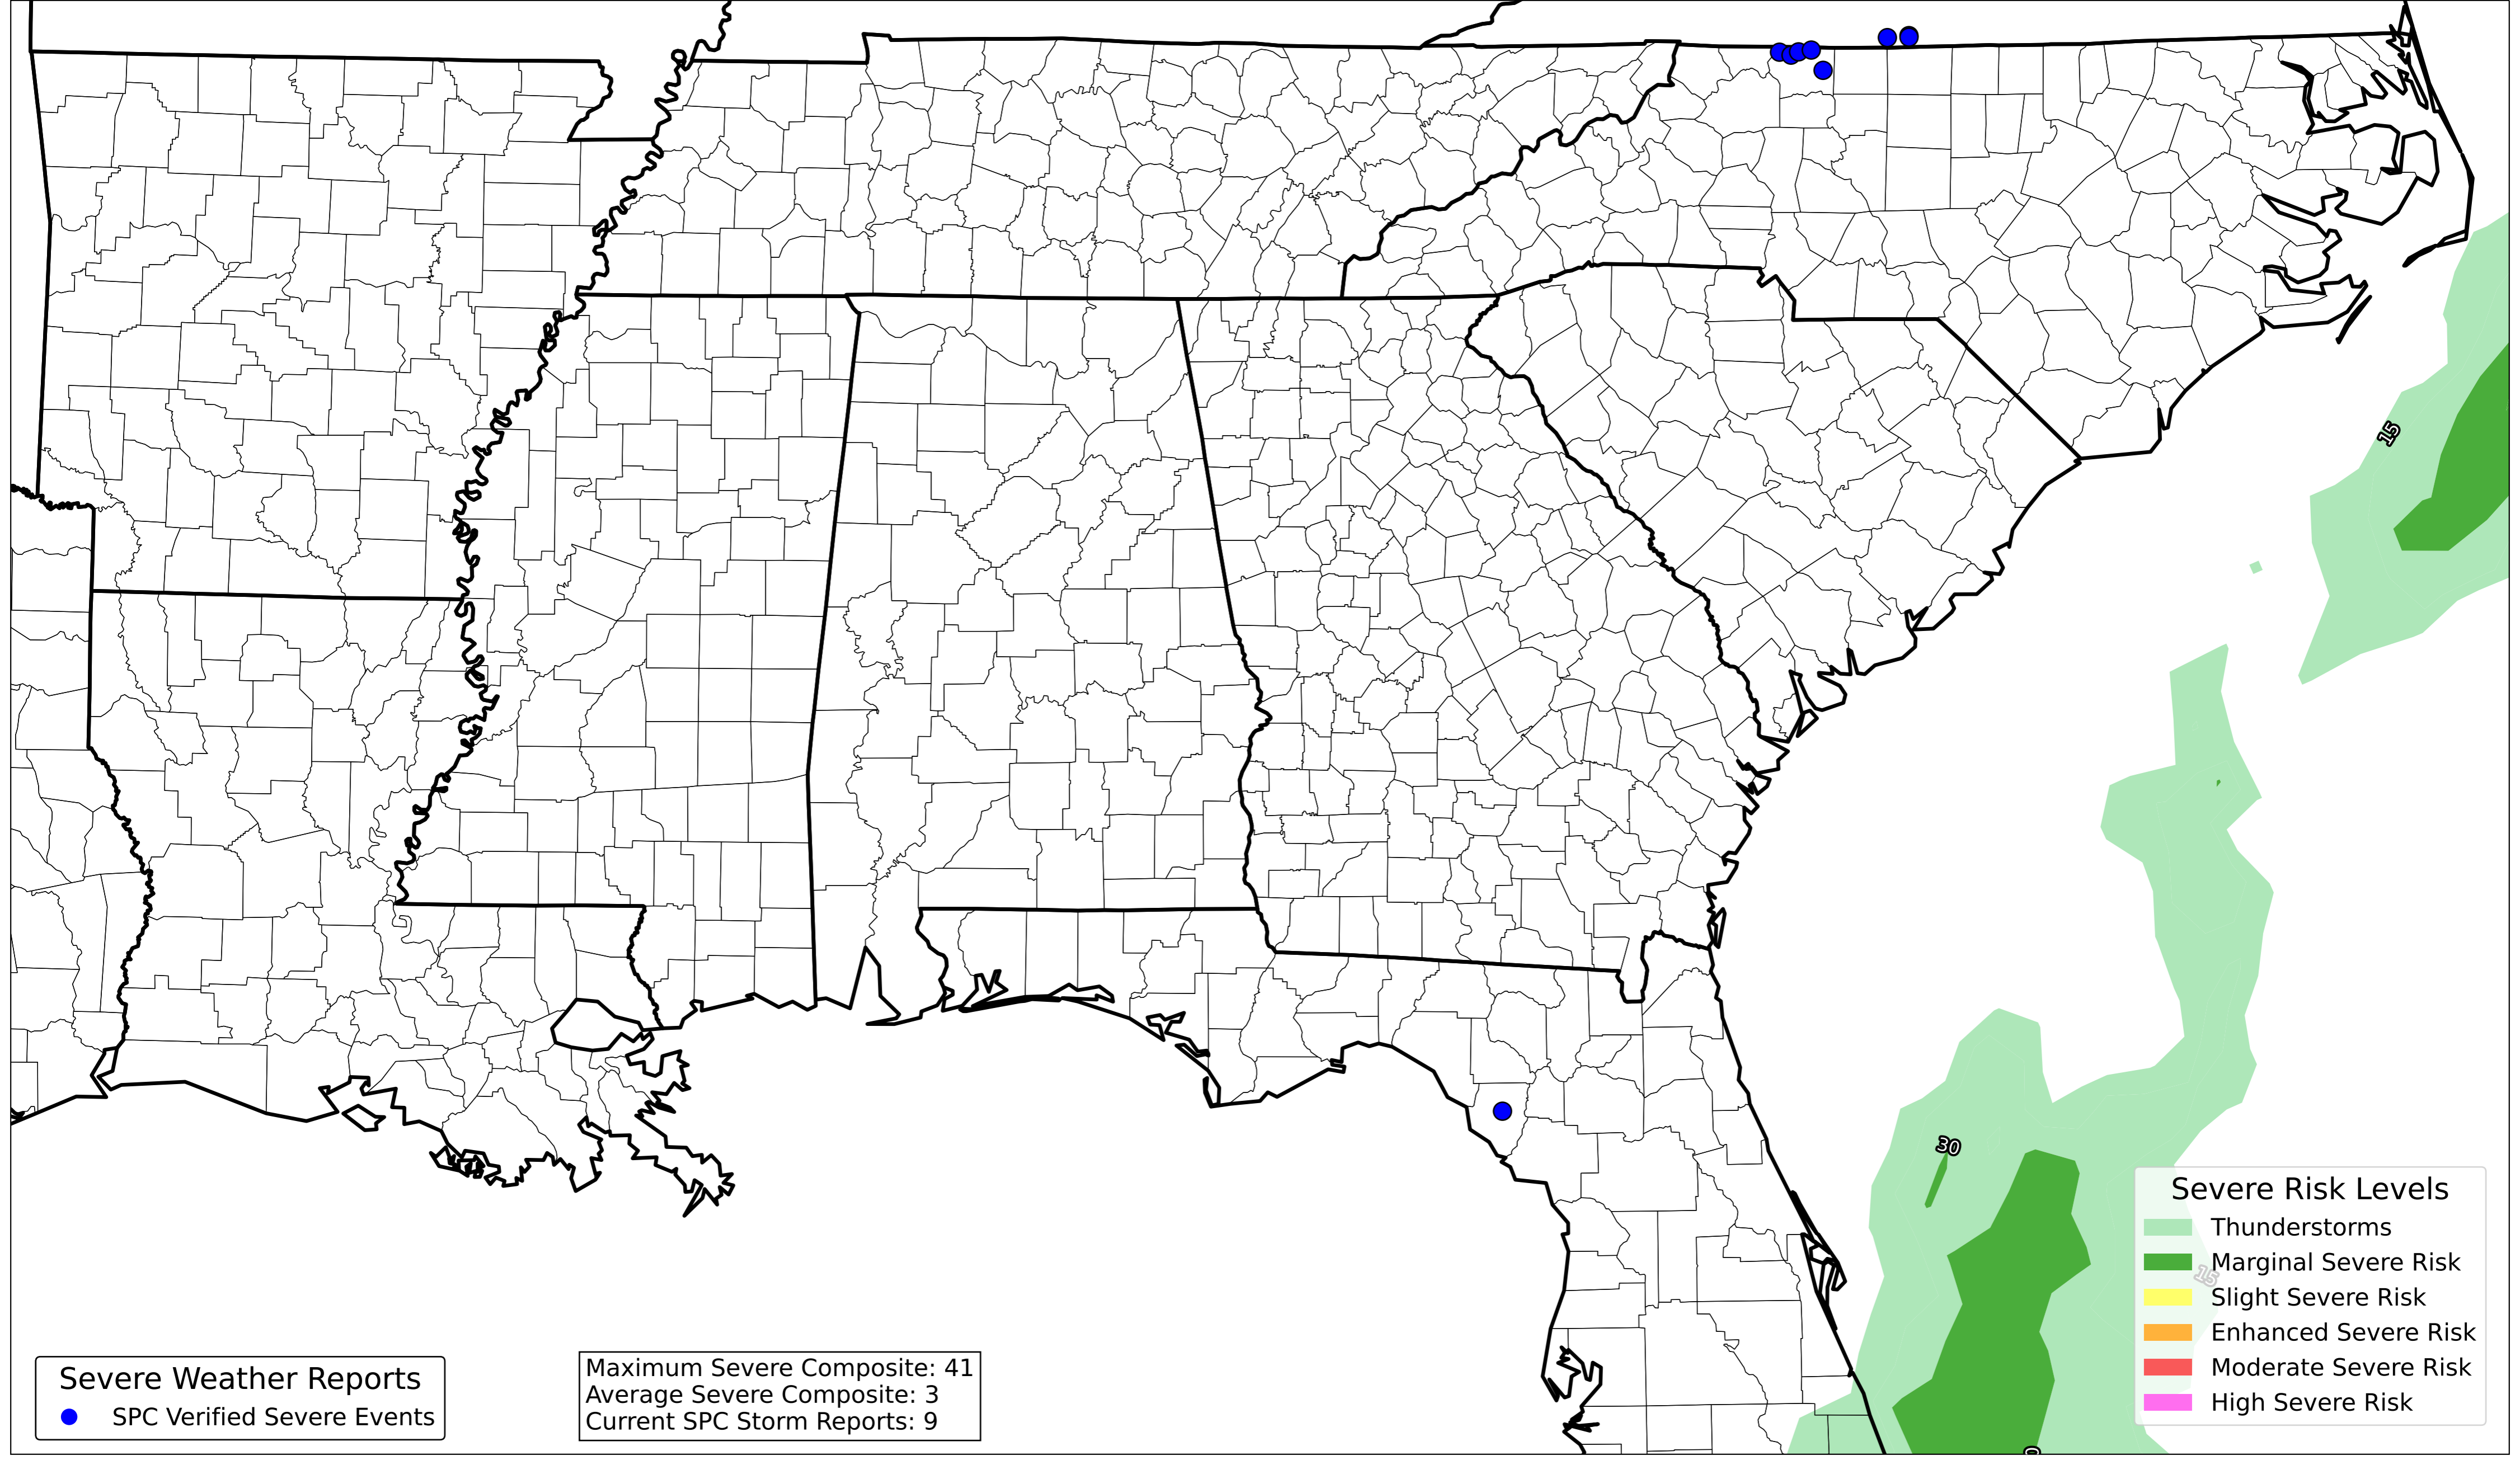 15
30
Severe Risk Levels
Thunderstorms
Marginal Severe Risk
15
Slight Severe Risk
Enhanced Severe Risk
Moderate Severe Risk
High Severe Risk
Severe Weather Reports
SPC Verified Severe Events
Maximum Severe Composite: 41
Average Severe Composite: 3
Current SPC Storm Reports: 9